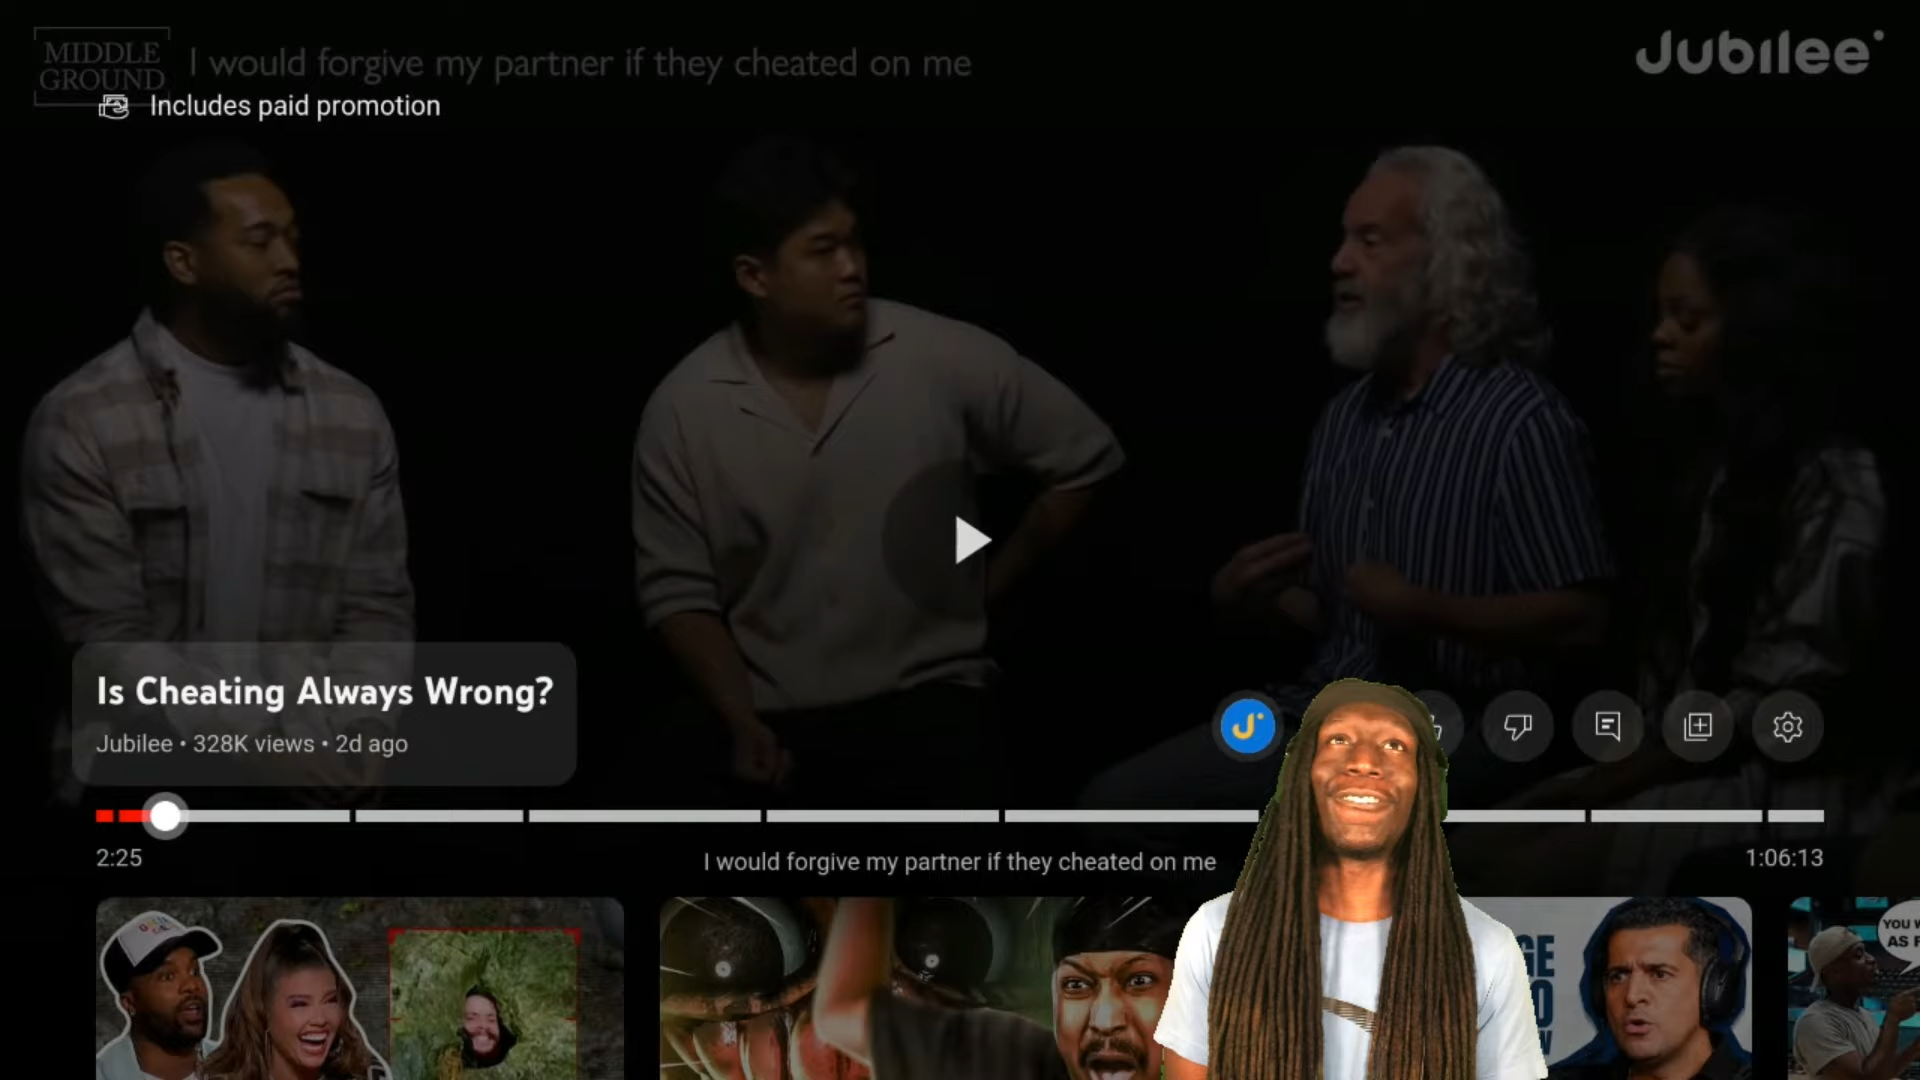 MIDDLE
GROUND
I would forgive my partner if they cheated on me
Jubilee
Includes paid promotion
Is Cheating Always Wrong?
Jubilee • 328K views • 2d ago
2:25
I would forgive my partner if they cheated on me
1:06:13
YOU W
AS F